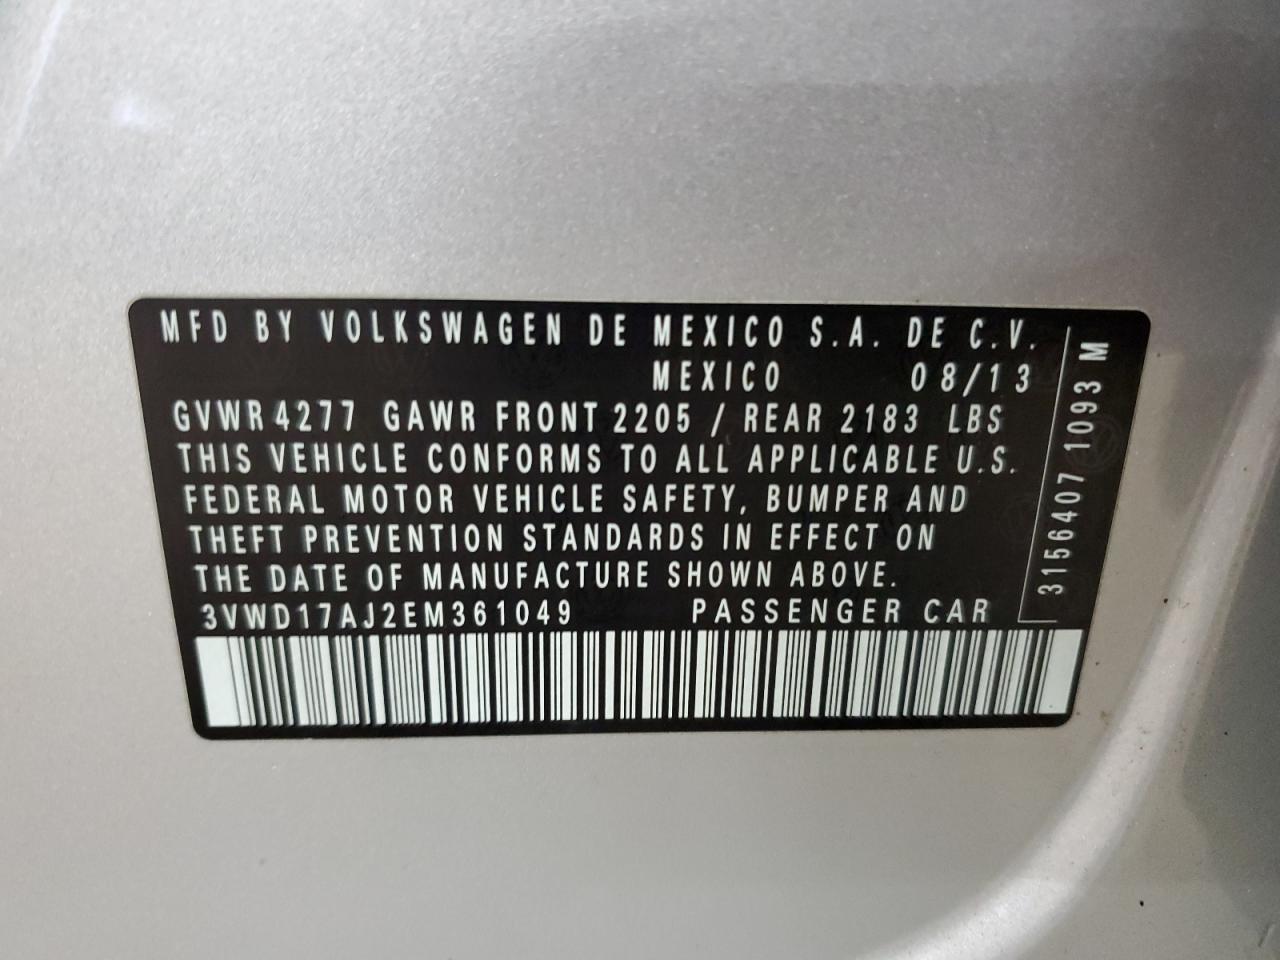 MFD BY VOLKSWAGEN DE MEXICO S.A. DE C.V.
MEXICO 08/13
GVWR 4277 GAWR FRONT 2205 / REAR 2183 LBS
THIS VEHICLE CONFORMS TO ALL APPLICABLE U.S.
FEDERAL MOTOR VEHICLE SAFETY, BUMPER AND
THEFT PREVENTION STANDARDS IN EFFECT ON
THE DATE OF MANUFACTURE SHOWN ABOVE.
3VWD17AJ2EM361049 PASSENGER CAR
3156407 1093 M